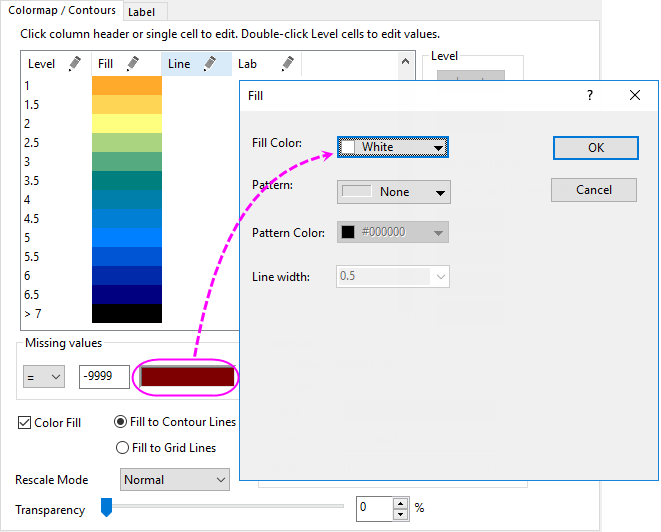 Colormap / Contours Label
Click column header or single cell to edit. Double-click Level cells to edit values.
Level Fill Line Lab
Level
1
1.5
2
2.5
3
3.5
4
4.5
5
5.5
6
6.5
> 7
Fill ? ×
Fill Color: White OK
Pattern: None Cancel
Pattern Color: #000000
Line width: 0.5
Missing values
= -9999
Color Fill Fill to Contour Lines
Fill to Grid Lines
Rescale Mode Normal
Transparency 0 %